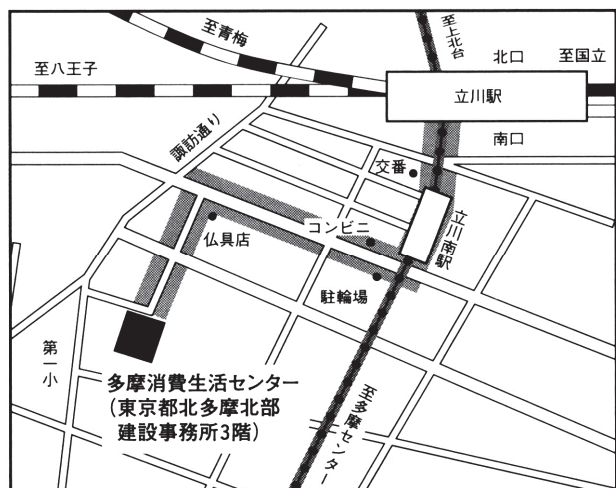 至青梅
至上北台
北口
至国立
至八王子
立川駅
諏訪通り
南口
交番
立川南駅
コンビニ
仏具店
駐輪場
第一小
至多摩センター
多摩消費生活センター
(東京都北多摩北部
建設事務所3階)